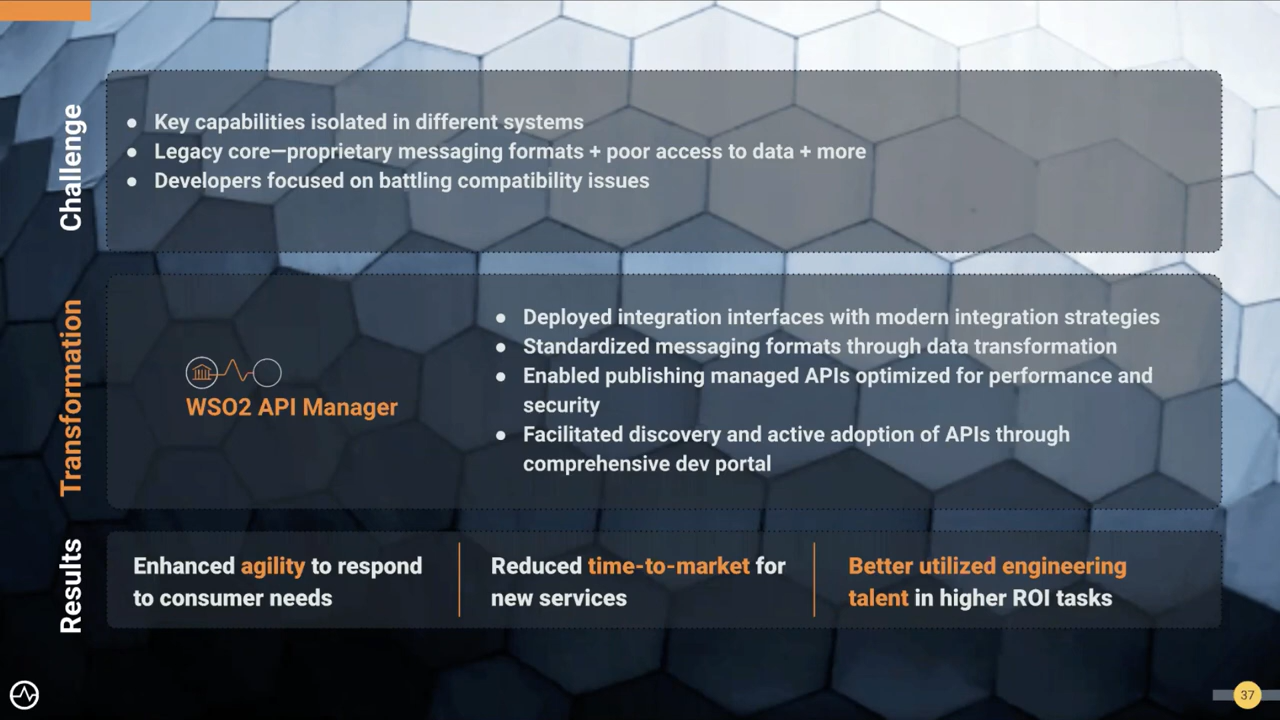 Challenge
● Key capabilities isolated in different systems
● Legacy core—proprietary messaging formats + poor access to data + more
● Developers focused on battling compatibility issues
Transformation
WSO2 API Manager
● Deployed integration interfaces with modern integration strategies
● Standardized messaging formats through data transformation
● Enabled publishing managed APIs optimized for performance and
security
● Facilitated discovery and active adoption of APIs through
comprehensive dev portal
Results
Enhanced agility to respond
to consumer needs
Reduced time-to-market for
new services
Better utilized engineering
talent in higher ROI tasks
37